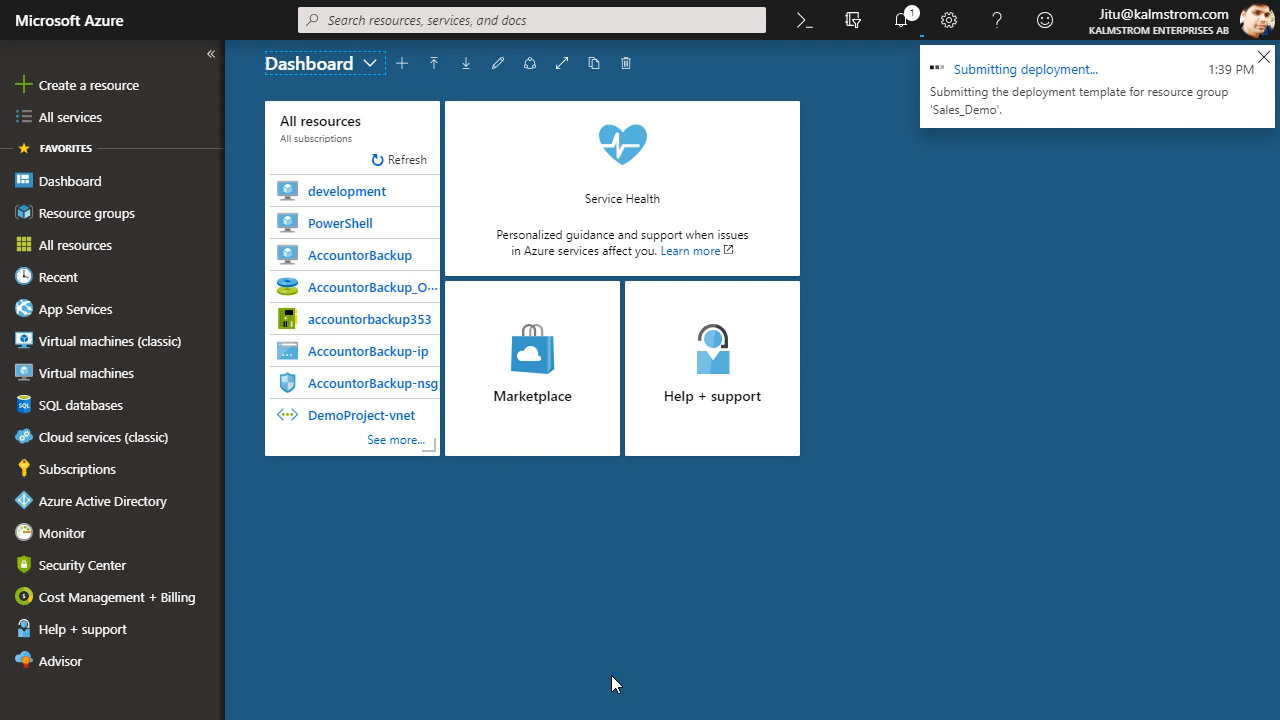 Microsoft Azure
Search resources, services, and docs
1
Jitu@kalmstrom.com
KALMSTROM ENTERPRISES AB
Create a resource
All services
FAVORITES
Dashboard
Resource groups
All resources
Recent
App Services
Virtual machines (classic)
Virtual machines
SQL databases
Cloud services (classic)
Subscriptions
Azure Active Directory
Monitor
Security Center
Cost Management + Billing
Help + support
Advisor
Dashboard
All resources
All subscriptions
Refresh
development
PowerShell
AccountorBackup
AccountorBackup_O...
accountorbackup353
AccountorBackup-ip
AccountorBackup-nsg
DemoProject-vnet
See more...
Service Health
Personalized guidance and support when issues
in Azure services affect you. Learn more
Marketplace
Help + support
Submitting deployment...
1:39 PM
Submitting the deployment template for resource group
'Sales_Demo'.